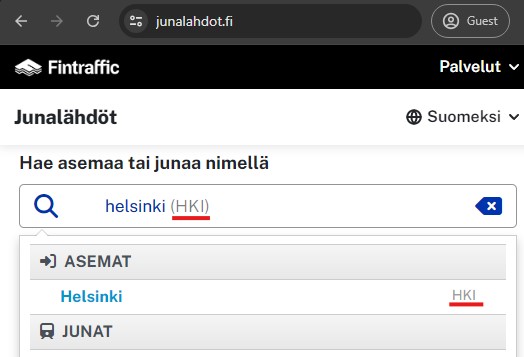 junalahdot.fi
Guest
Fintraffic
Palvelut
Junalähdöt
Suomeksi
Hae asemaa tai junaa nimellä
helsinki (HKI)
ASEMAT
Helsinki HKI
JUNAT